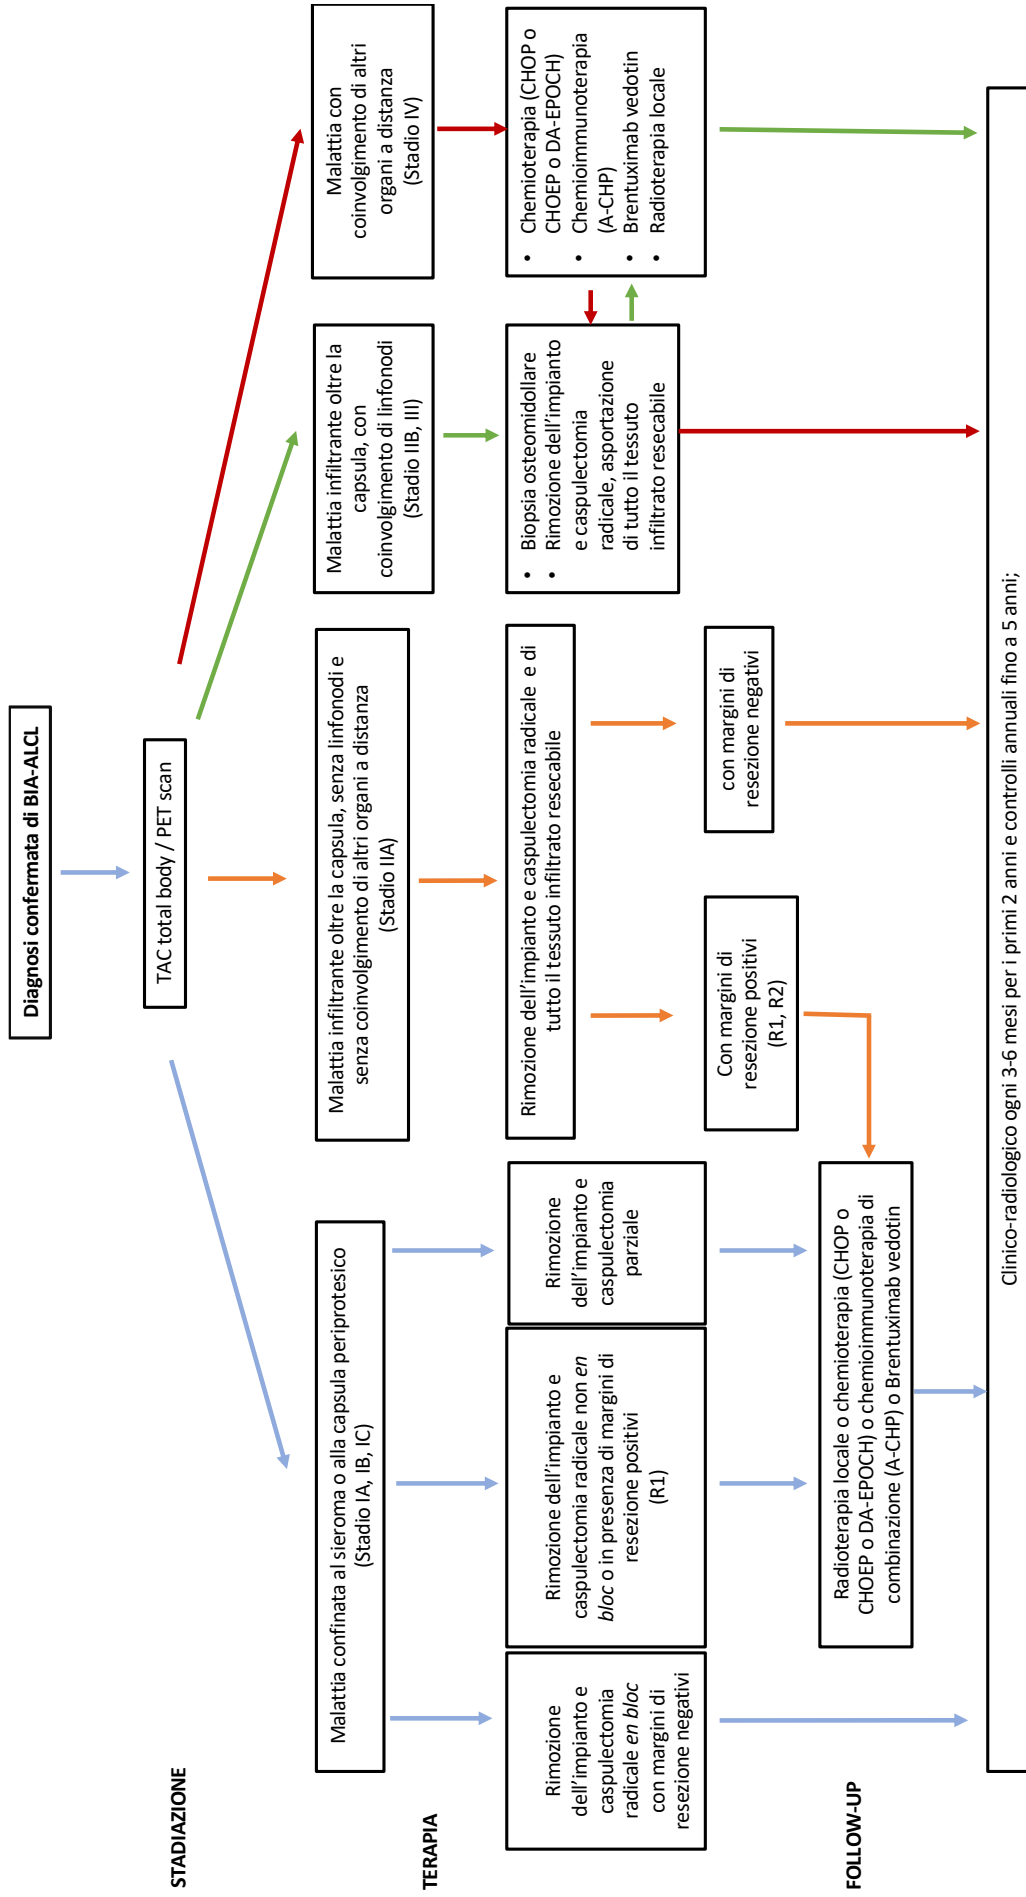 Diagnosi confermata di BIA-ALCL
STADIAZIONE
TAC total body / PET scan
Malattia confinata al sieroma o alla capsula periprotesico
(Stadio IA, IB, IC)
Malattia infiltrante oltre la capsula, senza linfonodi e
senza coinvolgimento di altri organi a distanza
(Stadio IIA)
Malattia infiltrante oltre la
capsula, con
coinvolgimento di linfonodi
(Stadio IIB, III)
Malattia con
coinvolgimento di altri
organi a distanza
(Stadio IV)
TERAPIA
Rimozione
dell'impianto e
caspulectomia
radicale en bloc
con margini di
resezione negativi
Rimozione dell'impianto e
caspulectomia radicale non en
bloc o in presenza di margini di
resezione positivi
(R1)
Rimozione
dell'impianto e
caspulectomia
parziale
Rimozione dell'impianto e caspulectomia radicale e di
tutto il tessuto infiltrato resecabile
• Biopsia osteomidollare
• Rimozione dell'impianto
e caspulectomia
radicale, asportazione
di tutto il tessuto
infiltrato resecabile
• Chemioterapia (CHOP o
CHOEP o DA-EPOCH)
• Chemioimmunoterapia
(A-CHP)
• Brentuximab vedotin
• Radioterapia locale
Con margini di
resezione positivi
(R1, R2)
con margini di
resezione negativi
FOLLOW-UP
Radioterapia locale o chemioterapia (CHOP o
CHOEP o DA-EPOCH) o chemioimmunoterapia di
combinazione (A-CHP) o Brentuximab vedotin
Clinico-radiologico ogni 3-6 mesi per i primi 2 anni e controlli annuali fino a 5 anni;